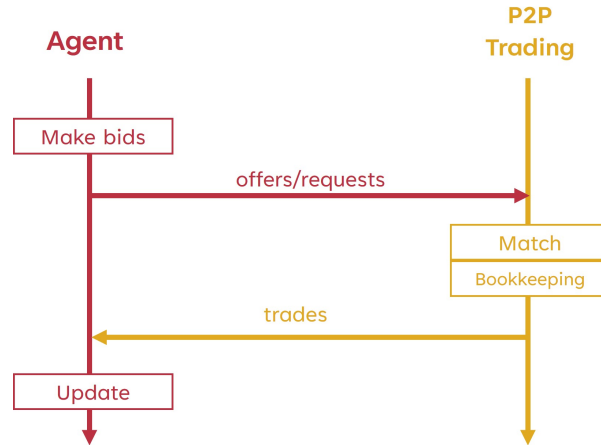 Agent
P2P
Trading
Make bids
offers/requests
Match
Bookkeeping
trades
Update